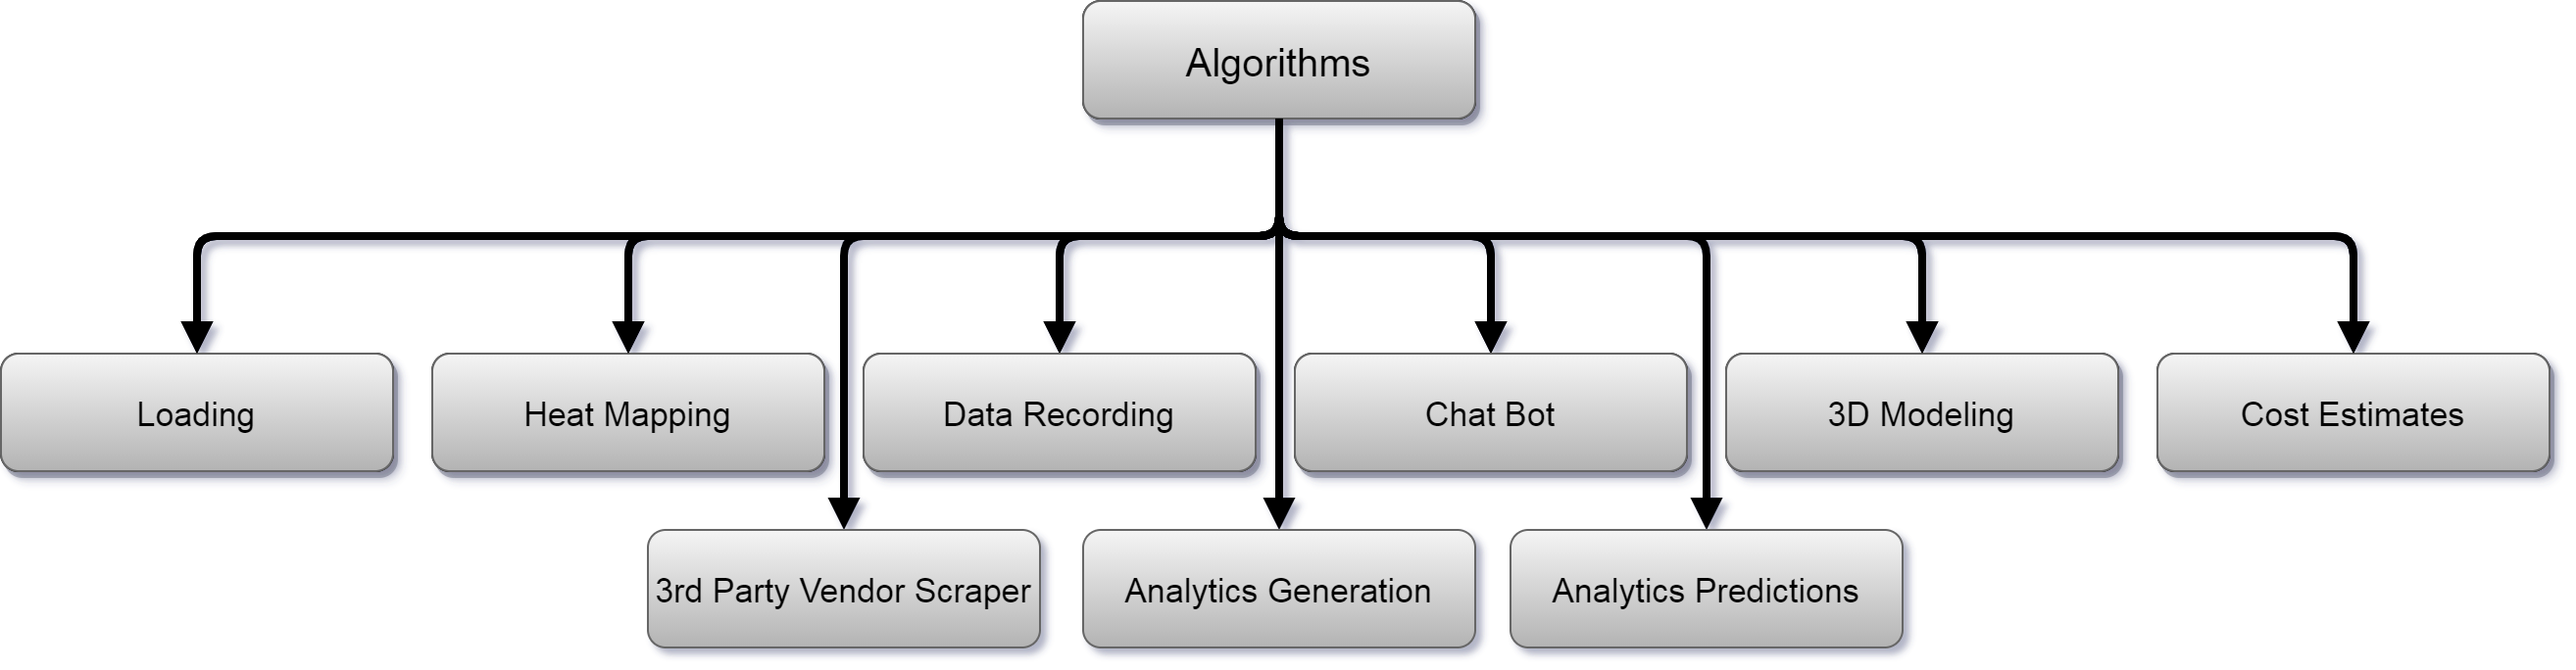 Algorithms
Loading
Heat Mapping
Data Recording
Chat Bot
3D Modeling
Cost Estimates
3rd Party Vendor Scraper
Analytics Generation
Analytics Predictions